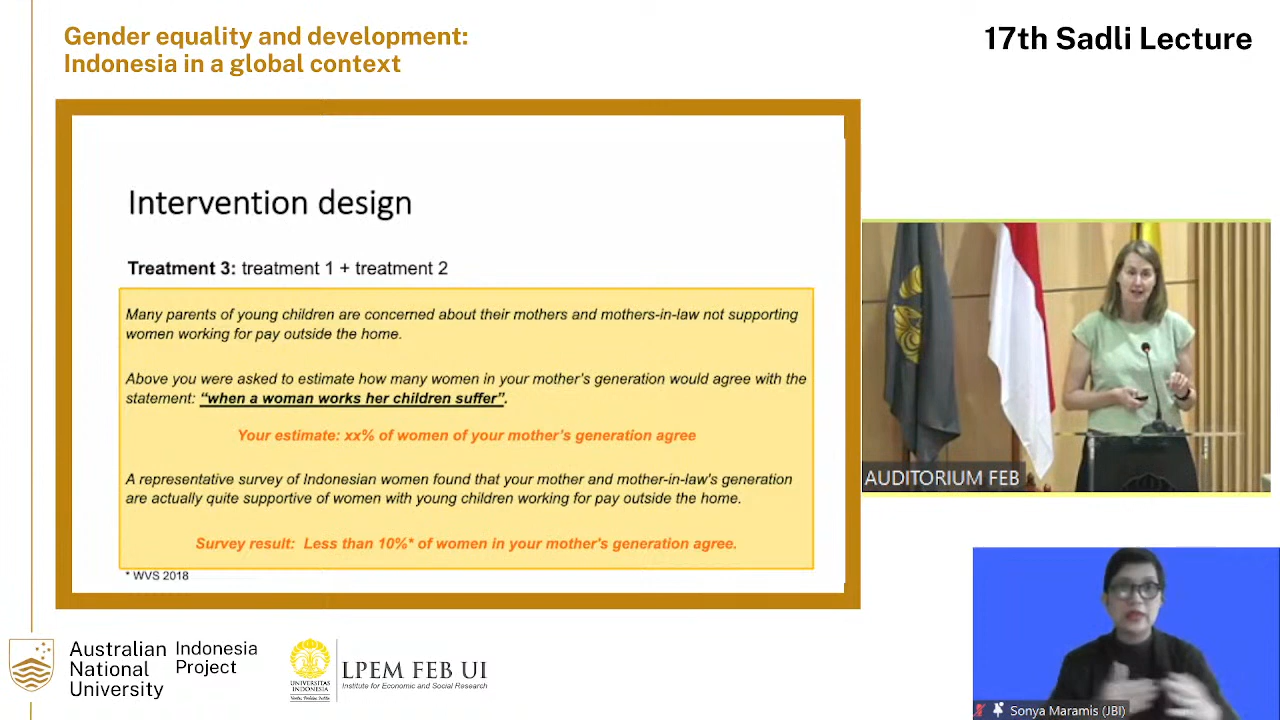 Gender equality and development:
Indonesia in a global context
17th Sadli Lecture
Intervention design
Treatment 3: treatment 1 + treatment 2
Many parents of young children are concerned about their mothers and mothers-in-law not supporting
women working for pay outside the home.
Above you were asked to estimate how many women in your mother's generation would agree with the
statement: “when a woman works her children suffer”.
Your estimate: xx% of women of your mother's generation agree
A representative survey of Indonesian women found that your mother and mother-in-law's generation
are actually quite supportive of women with young children working for pay outside the home.
Survey result: Less than 10%* of women in your mother's generation agree.
* WVS 2018
AUDITORIUM FEB
Australian
National
University
Indonesia
Project
UNIVERSITAS
INDONESIA
LPEM FEB UI
Institute for Economic and Social Research
Sonya Maramis (JBI)